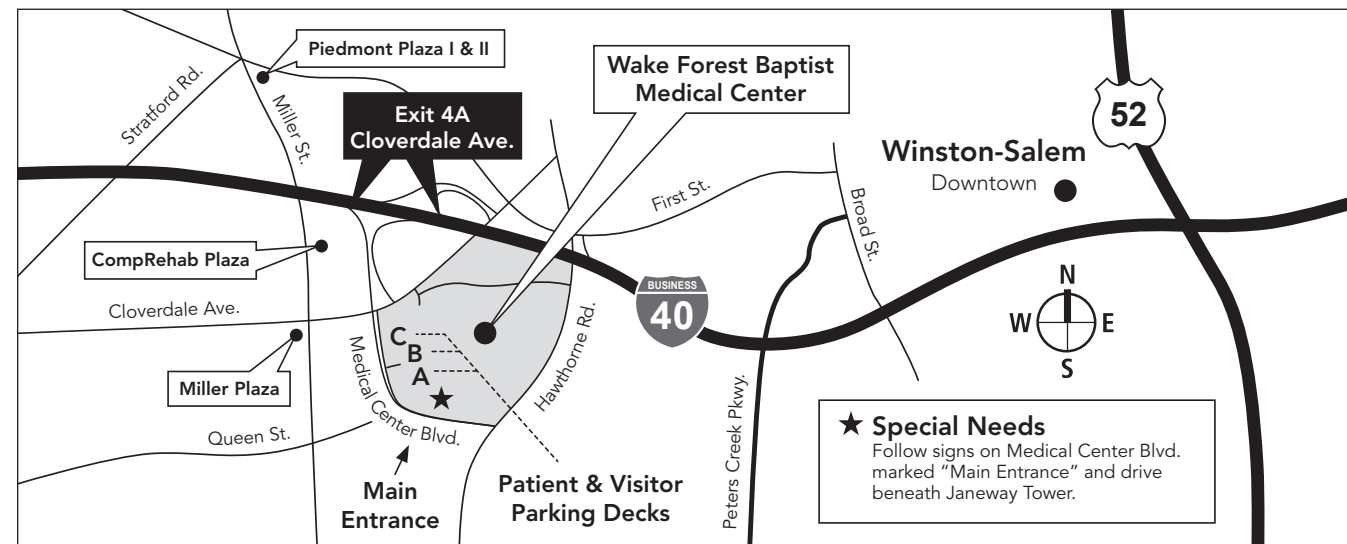 Piedmont Plaza I & II
Stratford Rd.
Miller St.
Exit 4A
Cloverdale Ave.
Wake Forest Baptist
Medical Center
52
Winston-Salem
Downtown
First St.
Broad St.
CompRehab Plaza
Cloverdale Ave.
BUSINESS
40
N
W
E
S
Hawthorne Rd.
C
B
A
Medical Center Blvd.
Miller Plaza
Queen St.
Main
Entrance
Patient & Visitor
Parking Decks
Peters Creek Pkwy.
★ Special Needs
Follow signs on Medical Center Blvd.
marked “Main Entrance” and drive
beneath Janeway Tower.